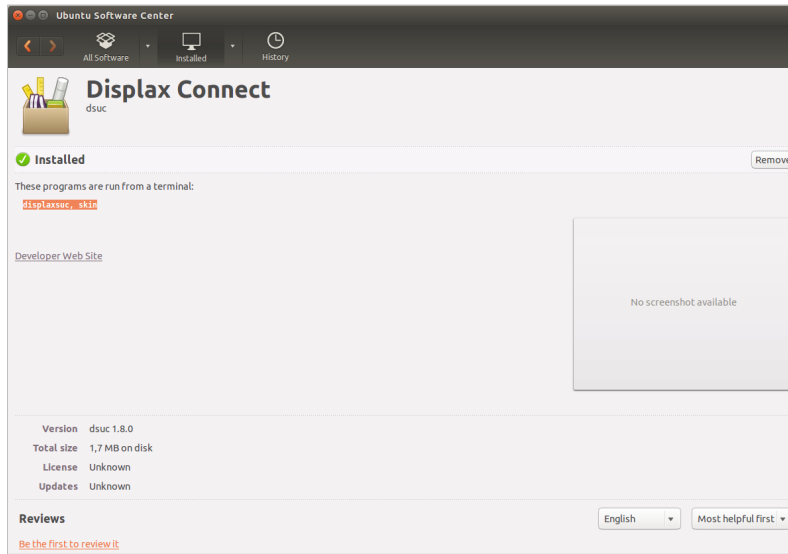 Ubuntu Software Center
All Software
Installed
History
Displax Connect
dsuc
Installed
Remove
These programs are run from a terminal:
displaxsuc, skin
Developer Web Site
No screenshot available
Version dsuc 1.8.0
Total size 1,7 MB on disk
License Unknown
Updates Unknown
Reviews
English
Most helpful first
Be the first to review it